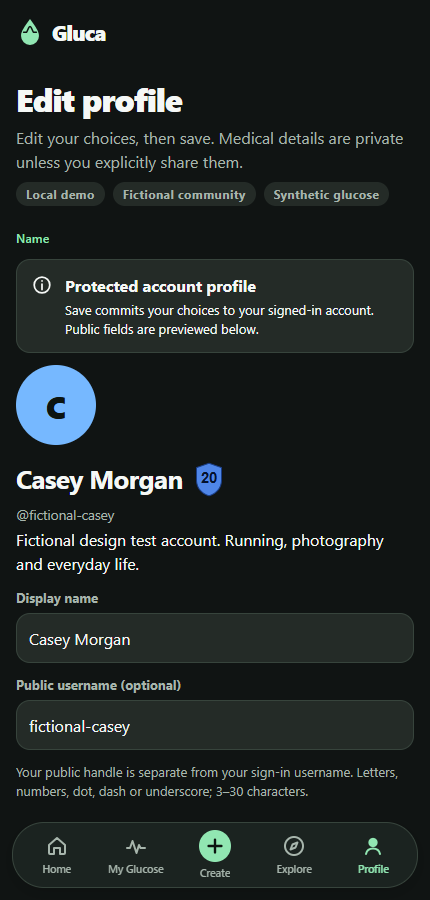 Gluca
Edit profile
Edit your choices, then save. Medical details are private
unless you explicitly share them.
Local demo
Fictional community
Synthetic glucose
Name
Protected account profile
Save commits your choices to your signed-in account.
Public fields are previewed below.
C
Casey Morgan 20
@fictional-casey
Fictional design test account. Running, photography
and everyday life.
Display name
Casey Morgan
Public username (optional)
fictional-casey
Your public handle is separate from your sign-in username. Letters,
numbers, dot, dash or underscore; 3–30 characters.
Home
My Glucose
Create
Explore
Profile